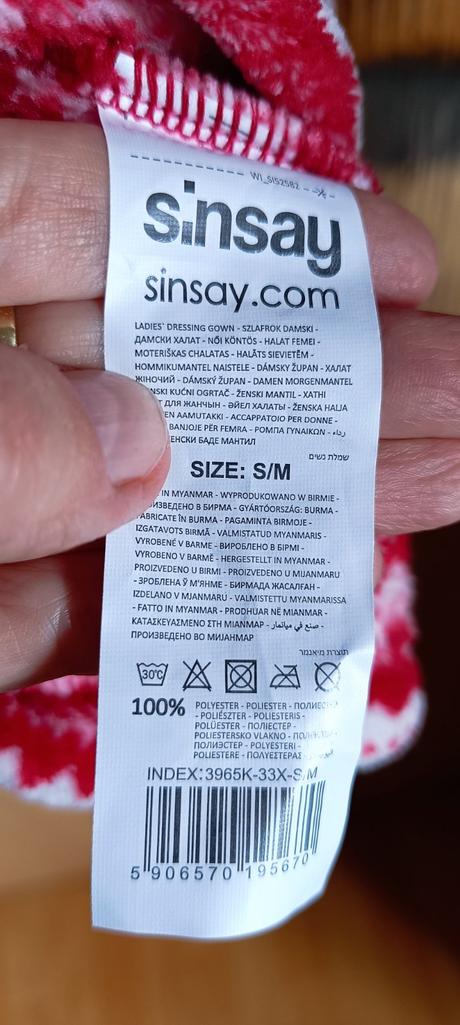 WI_SI52582
sinsay
sinsay.com
LADIES` DRESSING GOWN - SZLAFROK DAMSKI -
ДАМСКИ ХАЛАТ - NŐI KÖNTÖS - HALAT FEMEI -
MOTERIŠKAS CHALATAS - HALĀTS SIEVIETĒM -
HOMMIKUMANTEL NAISTELE - DÁMSKY ŽUPAN - ХАЛАТ
ЖІНОЧИЙ - DÁMSKÝ ŽUPAN - DAMEN MORGENMANTEL
KUĆNI OGRTAČ - ŽENSKI MANTIL - XATHI
ДЛЯ ЖАНЧЫН - ӘЙЕЛ ХАЛАТЫ - ŽENSKA HALJA
AAMUTAKKI - ACCAPPATOIO PER DONNE -
BANJOJE PËR FEMRA - ΡΟΜΠΑ ΓΥΝΑΙΚΩΝ - رداء
БАДЕ МАНТИЛ
שמלת נשים
SIZE: S/M
IN MYANMAR - WYPRODUKOWANO W BIRMIE -
В БИРМА - GYÁRTÓORSZÁG: BURMA -
FABRICATE ÎN BURMA - PAGAMINTA BIRMOJE -
IZGATAVOTS BIRMĀ - VALMISTATUD MYANMARIS -
VYROBENÉ V BARME - ВИРОБЛЕНО В БІРМІ -
VYROBENO V BARMĚ - HERGESTELLT IN MYANMAR -
PROIZVEDENO U BIRMI - PROIZVEDENO U MIJANMARU
- ЗРОБЛЕНА Ў М'ЯНМЕ - БИРМАДА ЖАСАЛҒАН -
IZDELANO V MJANMARU - VALMISTETTU MYANMARISSA
- FATTO IN MYANMAR - PRODHUAR NË MIANMAR -
ΚΑΤΑΣΚΕΥΑΣΜΕΝΟ ΣΤΗ ΜΙΑΝΜΑΡ - صنع في ميانمار -
ПРОИЗВЕДЕНО ВО МИЈАНМАР
תוצרת מיאנמר
30°C
100% POLYESTER - POLIESTER -
- POLIÉSZTER - POLIESTERIS -
POLÜESTER - ПОЛІЕСТЕР -
POLIESTERSKO VLAKNO -
ПОЛИЭСТЕР - POLYESTERI -
POLIESTERE - ΠΟΛΥΕΣΤΕΡΑΣ
INDEX:3965K-33X-S/M
5 906570 195670